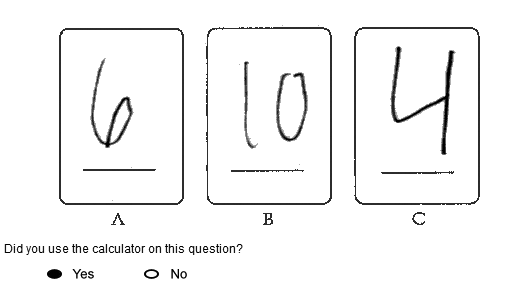 6 10 4
A B C
Did you use the calculator on this question?
Yes No